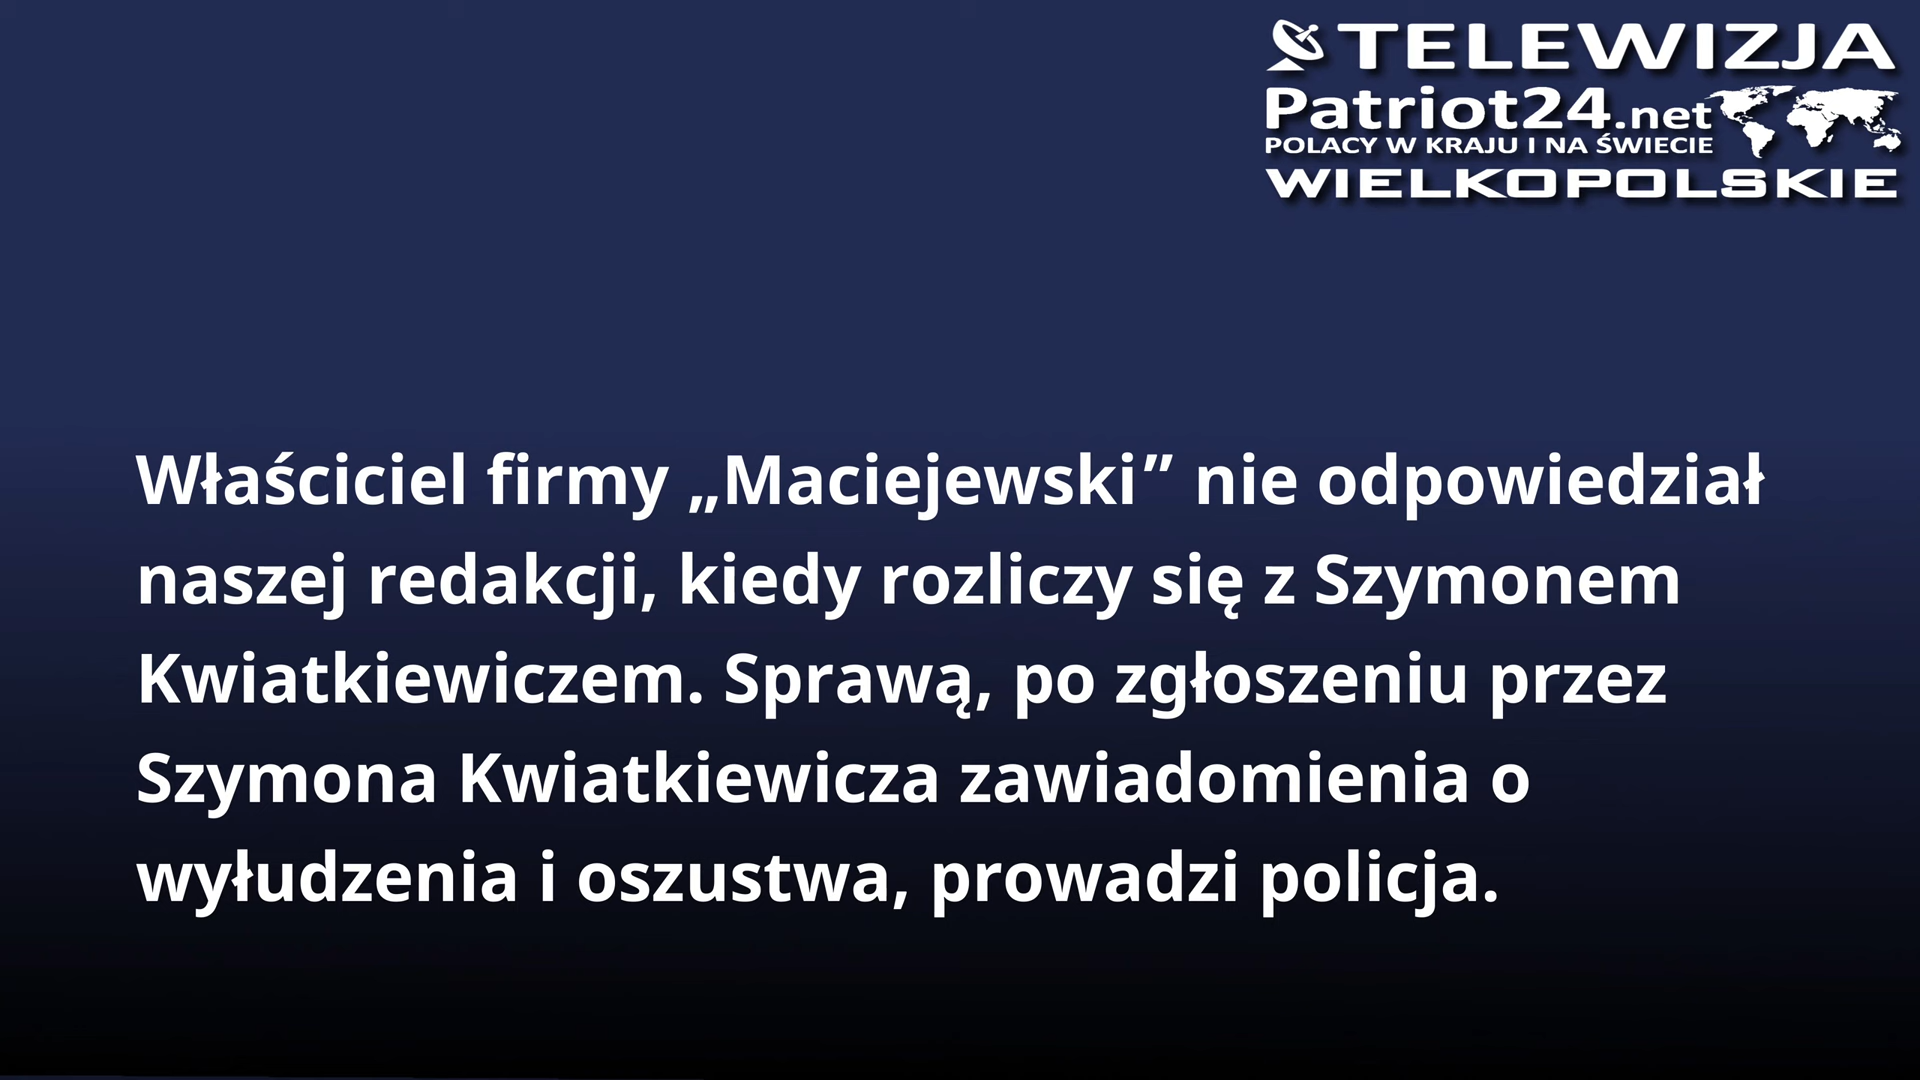 TELEWIZJA
Patriot24.net
POLACY W KRAJU I NA ŚWIECIE
WIELKOPOLSKIE
Właściciel firmy „Maciejewski” nie odpowiedział
naszej redakcji, kiedy rozliczy się z Szymonem
Kwiatkiewiczem. Sprawą, po zgłoszeniu przez
Szymona Kwiatkiewicza zawiadomienia o
wyłudzenia i oszustwa, prowadzi policja.